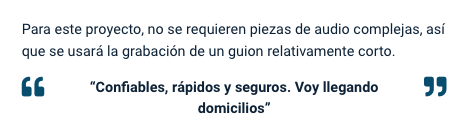 Para este proyecto, no se requieren piezas de audio complejas, así
que se usará la grabación de un guion relativamente corto.
“Confiables, rápidos y seguros. Voy llegando
domicilios”